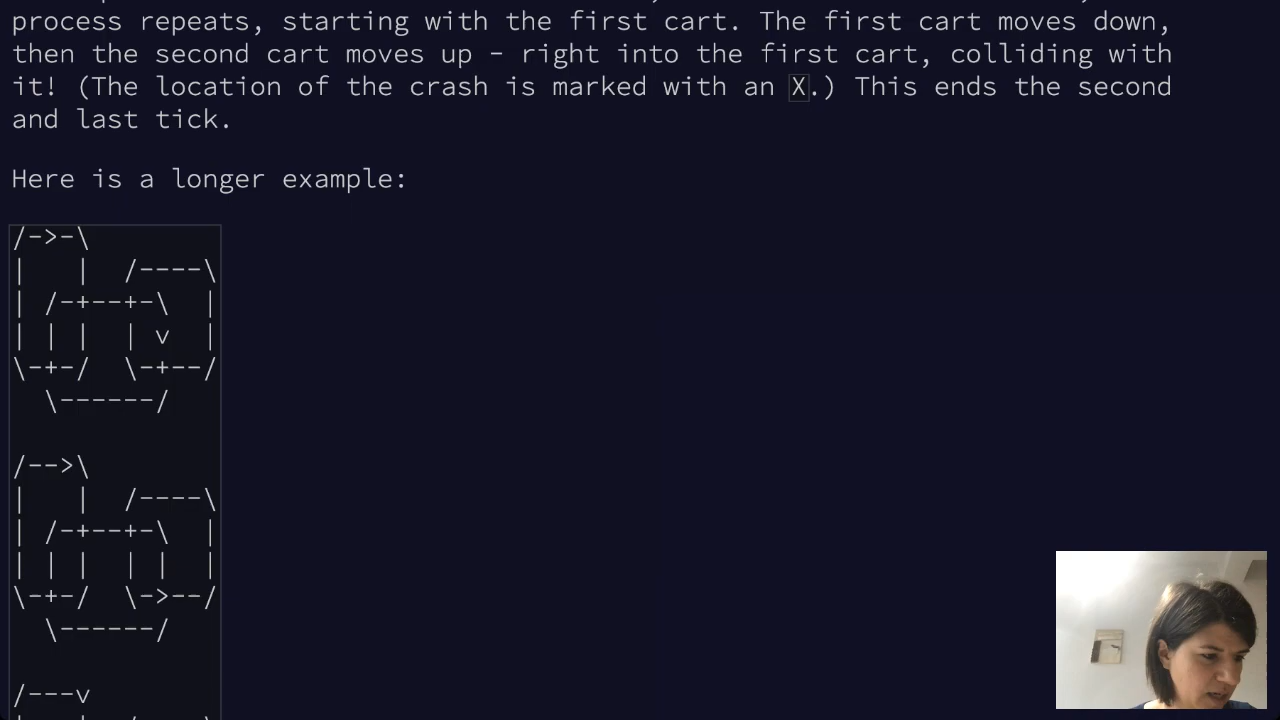 process repeats, starting with the first cart. The first cart moves down,
then the second cart moves up - right into the first cart, colliding with
it! (The location of the crash is marked with an X.) This ends the second
and last tick.
Here is a longer example:
/->-\
|   |  /----\
| /-+--+-\  |
| | |  | v  |
\-+-/  \-+--/
  \------/
/-->\
|   |  /----\
| /-+--+-\  |
| | |  | |  |
\-+-/  \->--/
  \------/
/---v